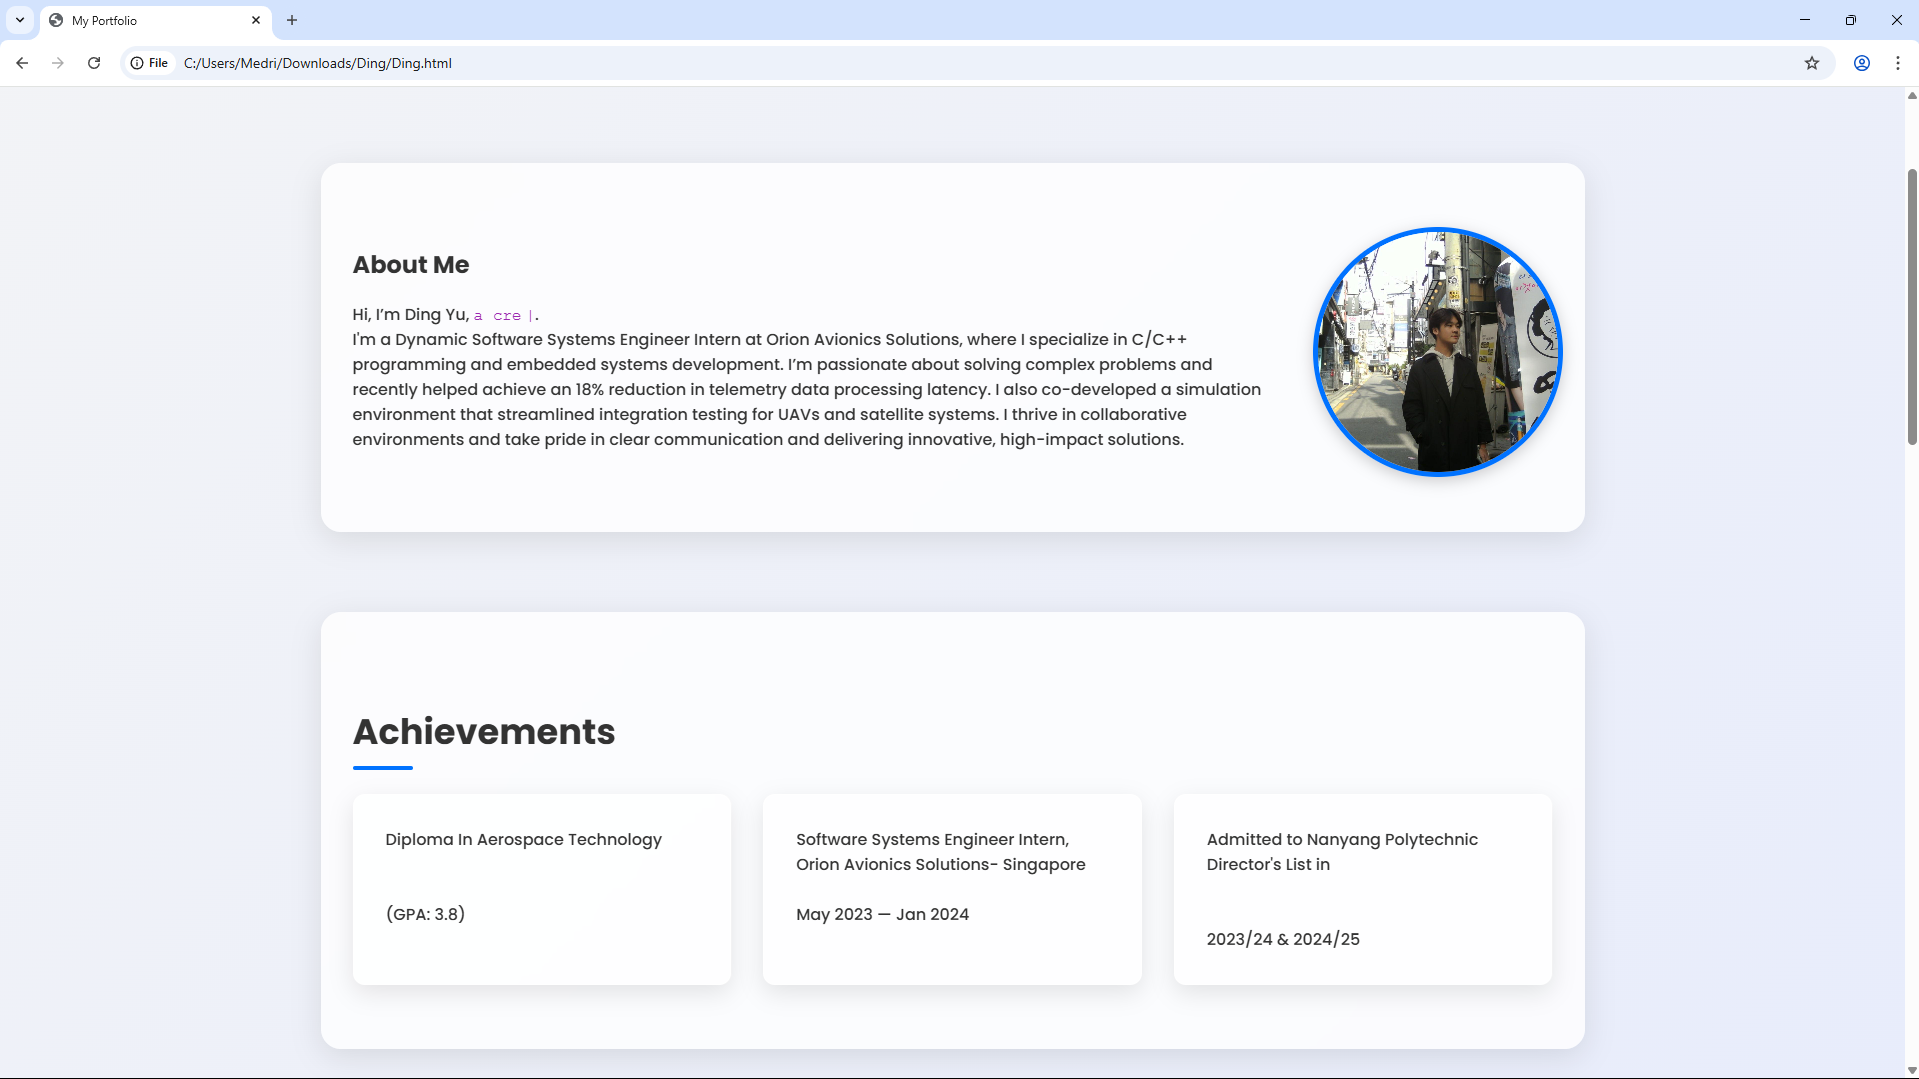 My Portfolio
File
C:/Users/Medri/Downloads/Ding/Ding.html
About Me
Hi, I’m Ding Yu, a cre|.
I'm a Dynamic Software Systems Engineer Intern at Orion Avionics Solutions, where I specialize in C/C++
programming and embedded systems development. I’m passionate about solving complex problems and
recently helped achieve an 18% reduction in telemetry data processing latency. I also co-developed a simulation
environment that streamlined integration testing for UAVs and satellite systems. I thrive in collaborative
environments and take pride in clear communication and delivering innovative, high-impact solutions.
Achievements
Diploma In Aerospace Technology
(GPA: 3.8)
Software Systems Engineer Intern,
Orion Avionics Solutions- Singapore
May 2023 — Jan 2024
Admitted to Nanyang Polytechnic
Director's List in
2023/24 & 2024/25